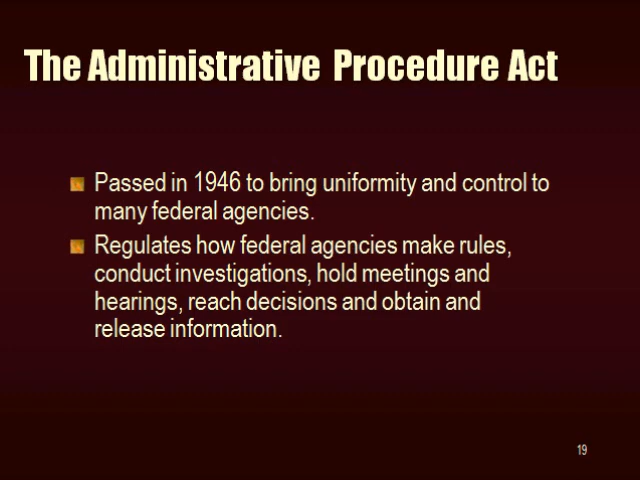 The Administrative Procedure Act
Passed in 1946 to bring uniformity and control to
many federal agencies.
Regulates how federal agencies make rules,
conduct investigations, hold meetings and
hearings, reach decisions and obtain and
release information.
19